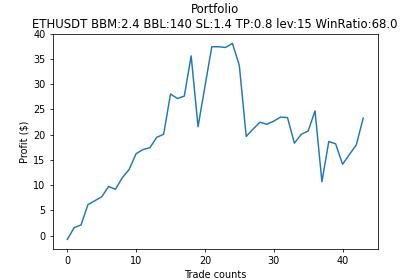 Portfolio
ETHUSDT BBM:2.4 BBL:140 SL:1.4 TP:0.8 lev:15 WinRatio:68.0
40
35
30
25
20
15
10
5
0
Profit ($)
0 10 20 30 40
Trade counts